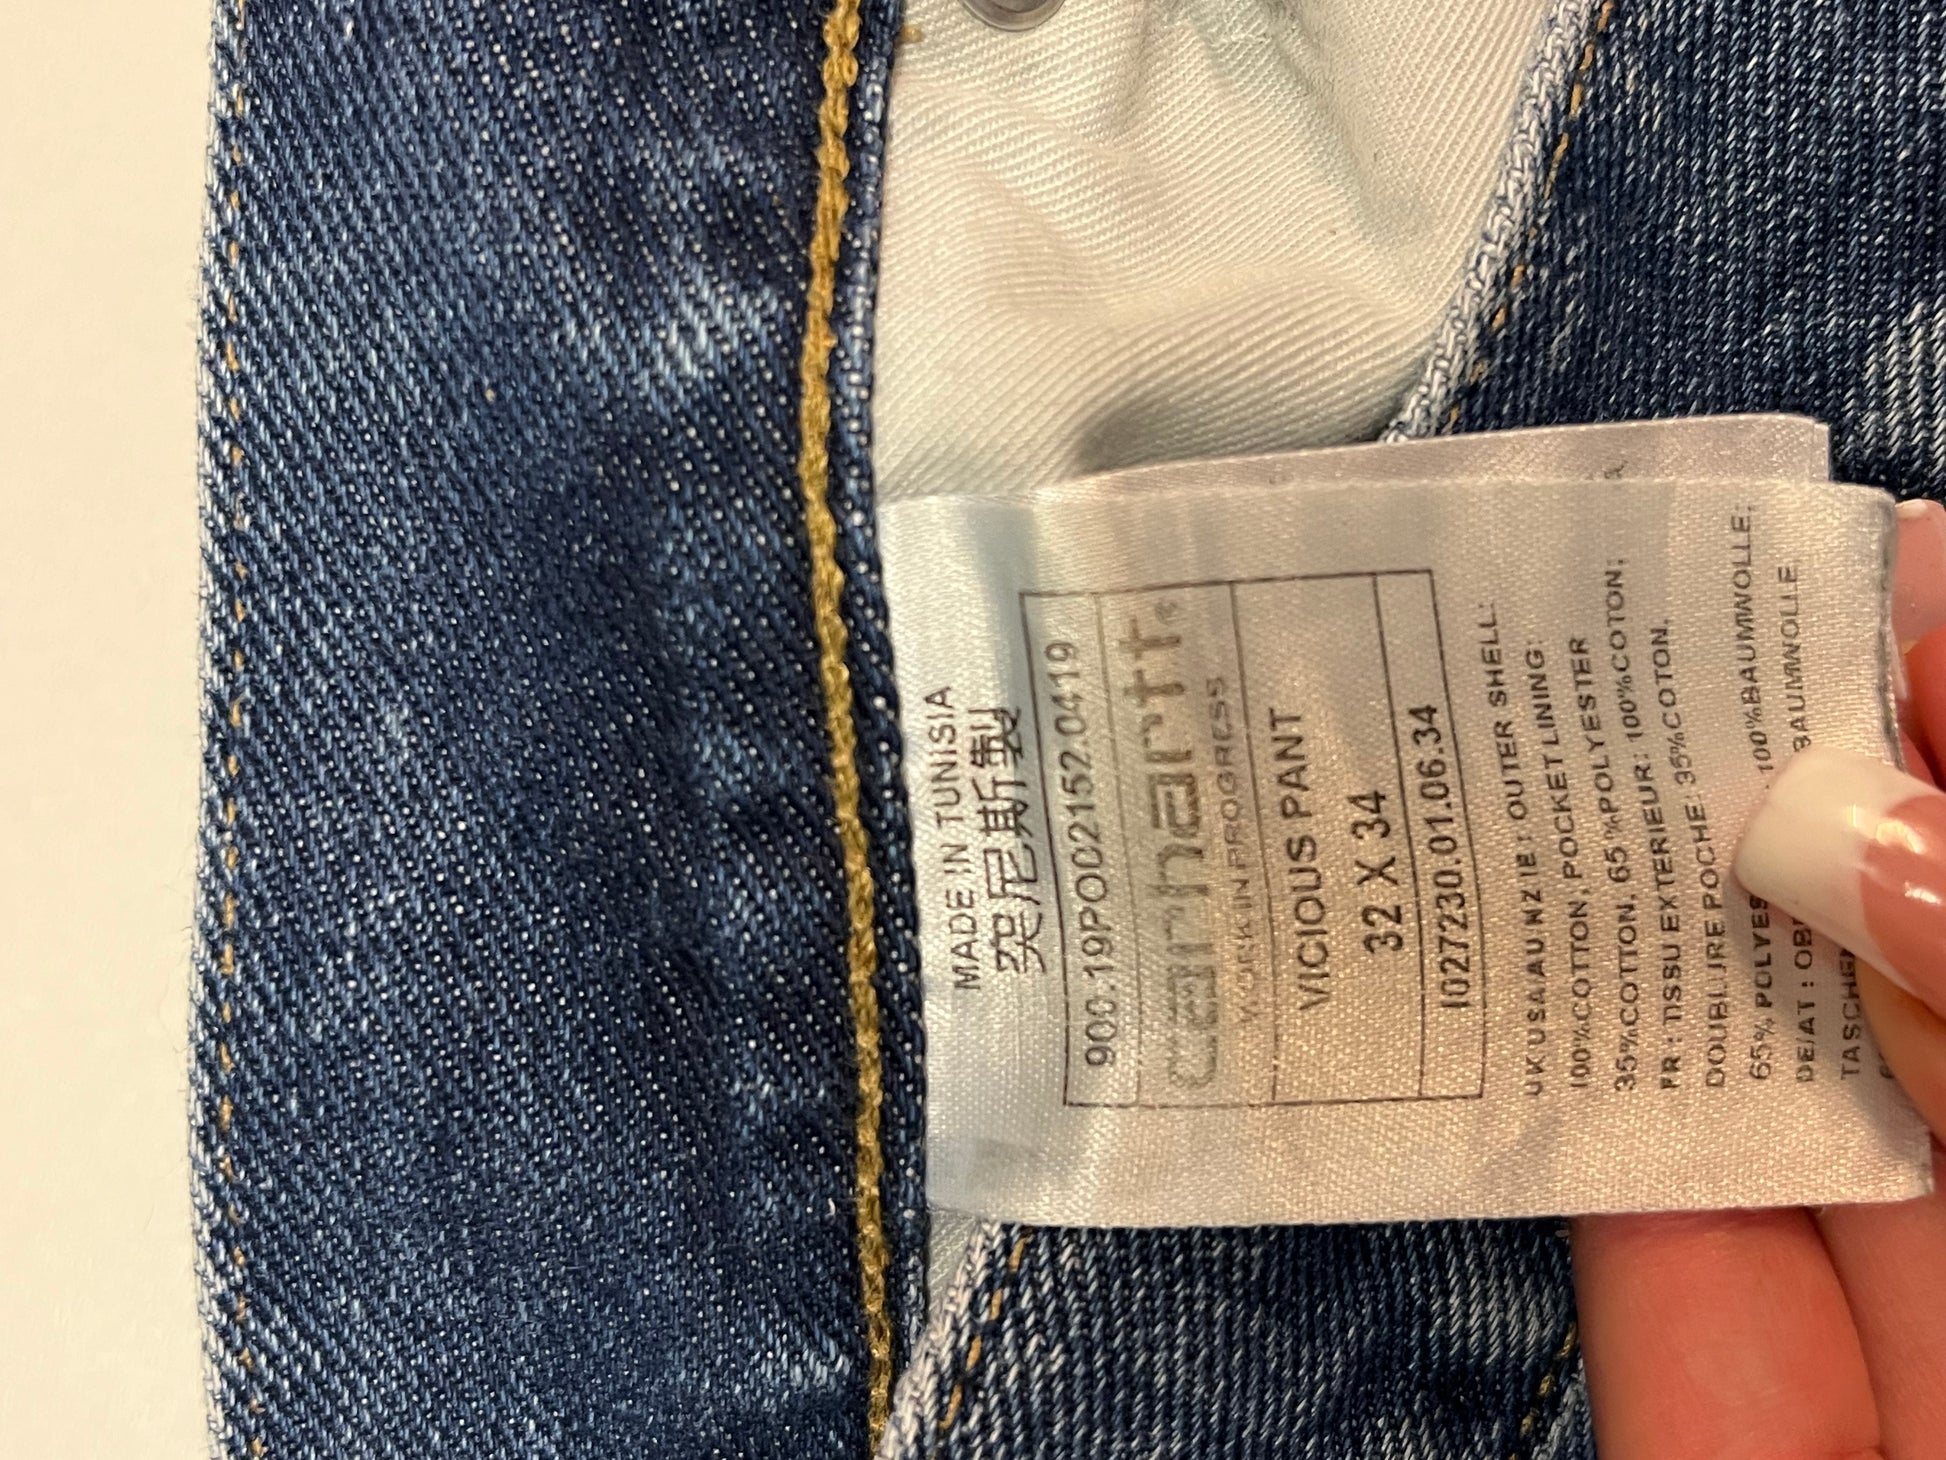 MADE IN TUNISIA
突尼斯製
900.19PO002152.0419
carhartt®
WORK IN PROGRESS
VICIOUS PANT
32 X 34
I027230.01.06.34
UK USA AU NZ IE : OUTER SHELL:
100%COTTON, POCKET LINING:
35%COTTON, 65%POLYESTER
FR : TISSU EXTERIEUR: 100%COTON;
DOUBLURE POCHE: 35%COTON,
65% POLYES
DE/AT : OB 100%BAUMWOLLE;
TASCHE BAUMWOLLE